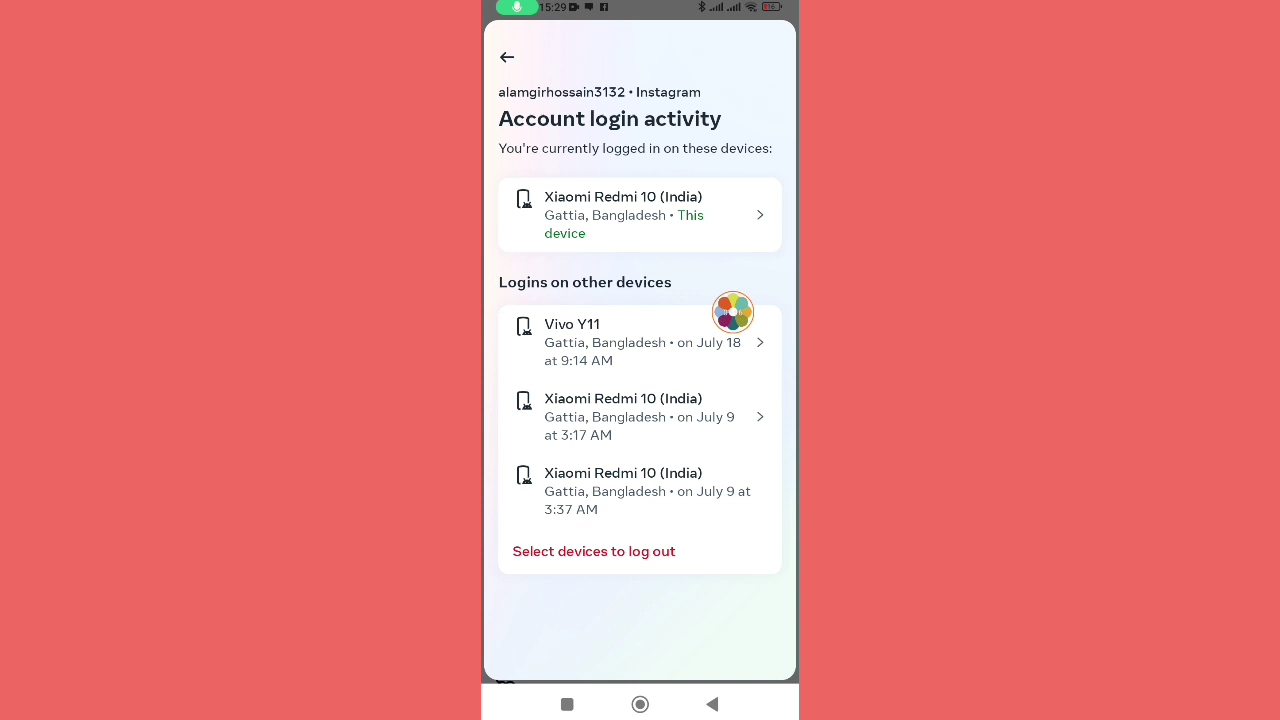 15:29
16
alamgirhossain3132 • Instagram
Account login activity
You're currently logged in on these devices:
Xiaomi Redmi 10 (India)
Gattia, Bangladesh • This
device
Logins on other devices
Vivo Y11
Gattia, Bangladesh • on July 18
at 9:14 AM
Xiaomi Redmi 10 (India)
Gattia, Bangladesh • on July 9
at 3:17 AM
Xiaomi Redmi 10 (India)
Gattia, Bangladesh • on July 9 at
3:37 AM
Select devices to log out